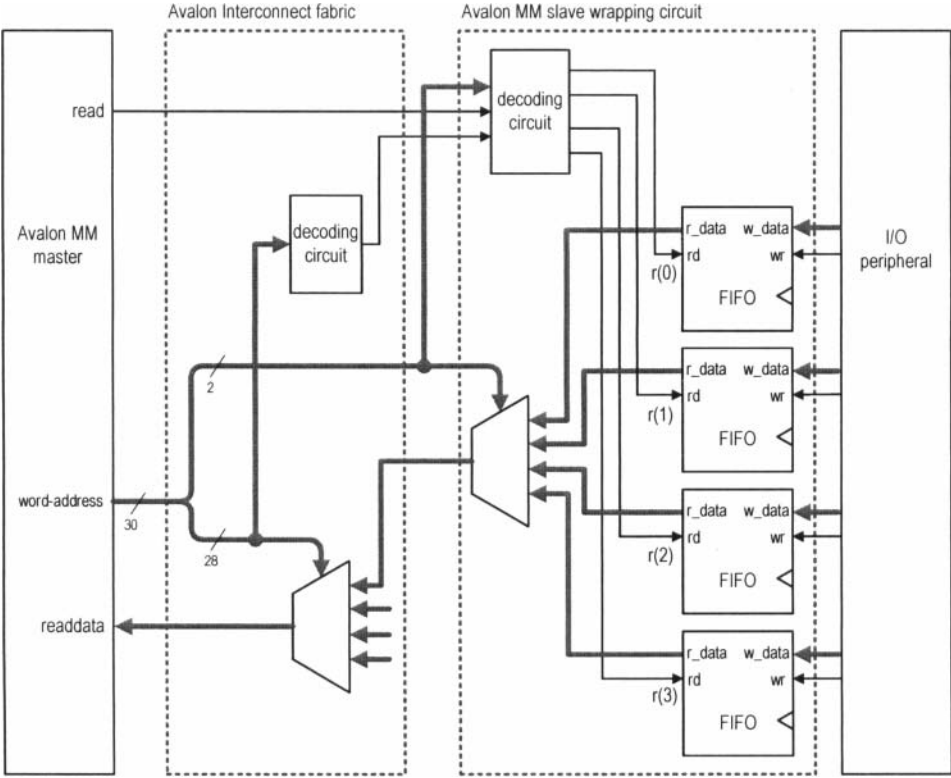 Avalon Interconnect fabric
Avalon MM slave wrapping circuit
read
decoding
circuit
Avalon MM
master
decoding
circuit
I/O
peripheral
r_data w_data
rd wr
r(0)
FIFO
2
r_data w_data
rd wr
r(1)
FIFO
word-address
30
28
r_data w_data
rd wr
r(2)
FIFO
readdata
r_data w_data
rd wr
r(3)
FIFO